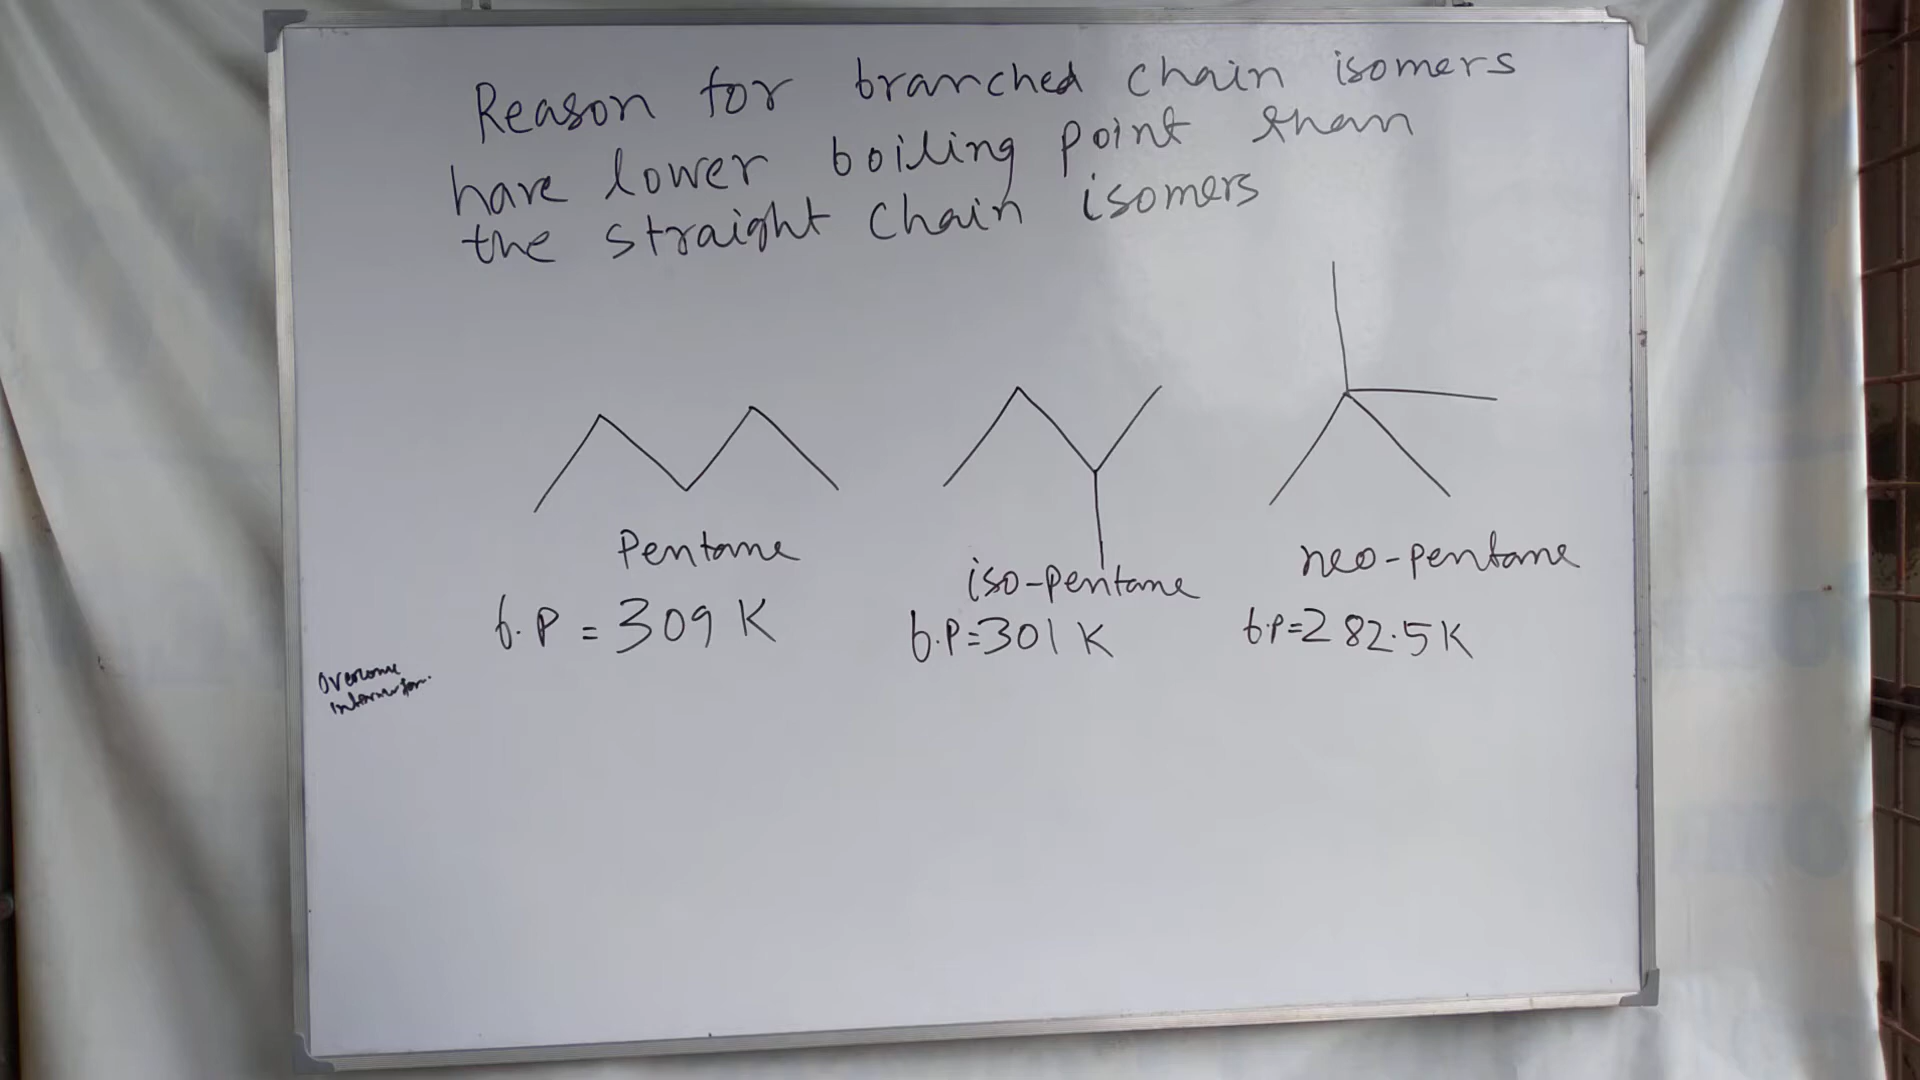 Reason for branched chain isomers
have lower boiling point than
the straight chain isomers
Pentane
b.P = 309 K
iso-pentane
b.P=301 K
neo-pentane
b.P=282.5K
Overcome